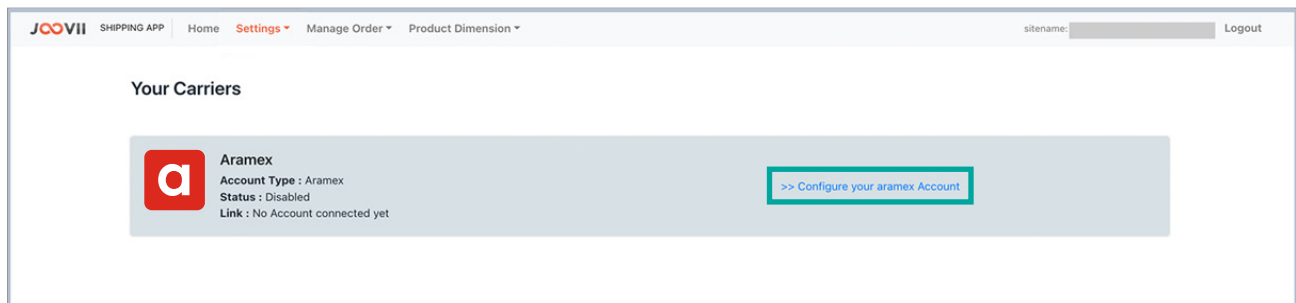 JOOVII SHIPPING APP Home Settings Manage Order Product Dimension sitename: Logout
Your Carriers
a
Aramex
Account Type : Aramex
Status : Disabled
Link : No Account connected yet
>> Configure your aramex Account